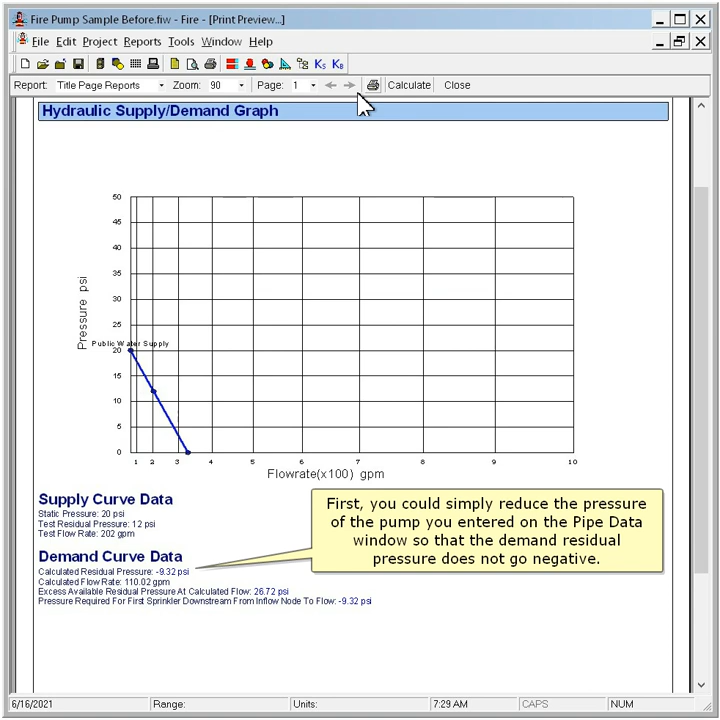 Fire Pump Sample Before.fiw - Fire - [Print Preview...]
File Edit Project Reports Tools Window Help
Ks KB
Report: Title Page Reports Zoom: 90 Page: 1 Calculate Close
Hydraulic Supply/Demand Graph
50
45
40
35
30
25
20
15
10
5
0
Pressure psi
Public Water Supply
1 2 3 4 5 6 7 8 9 10
Flowrate(x100) gpm
Supply Curve Data
Static Pressure: 20 psi
Test Residual Pressure: 12 psi
Test Flow Rate: 202 gpm
First, you could simply reduce the pressure
of the pump you entered on the Pipe Data
window so that the demand residual
pressure does not go negative.
Demand Curve Data
Calculated Residual Pressure: -9.32 psi
Calculated Flow Rate: 110.02 gpm
Excess Available Residual Pressure At Calculated Flow: 26.72 psi
Pressure Required For First Sprinkler Downstream From Inflow Node To Flow: -9.32 psi
6/16/2021 Range: Units: 7:29 AM CAPS NUM